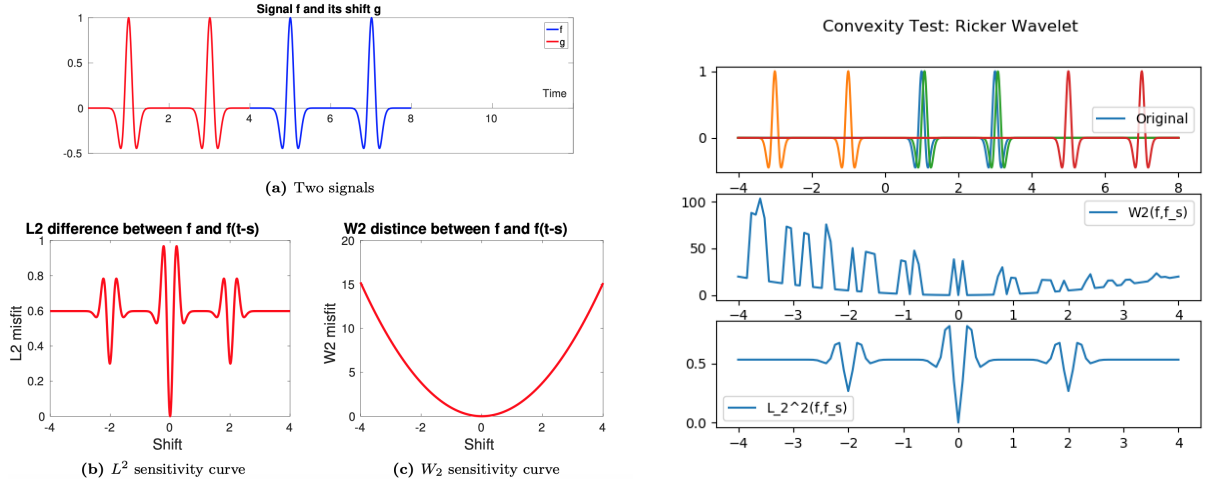 Signal f and its shift g
1
0.5
0
-0.5
2 4 6 8 10
Time
f
g
(a) Two signals
L2 difference between f and f(t-s)
L2 misfit
1
0.8
0.6
0.4
0.2
0
-4 -2 0 2 4
Shift
(b) L² sensitivity curve
W2 distince between f and f(t-s)
W2 misfit
20
15
10
5
0
-4 -2 0 2 4
Shift
(c) W₂ sensitivity curve
Convexity Test: Ricker Wavelet
1
0
Original
−4 −2 0 2 4 6 8
100
50
0
W2(f,f_s)
−4 −3 −2 −1 0 1 2 3 4
0.5
0.0
L_2^2(f,f_s)
−4 −3 −2 −1 0 1 2 3 4